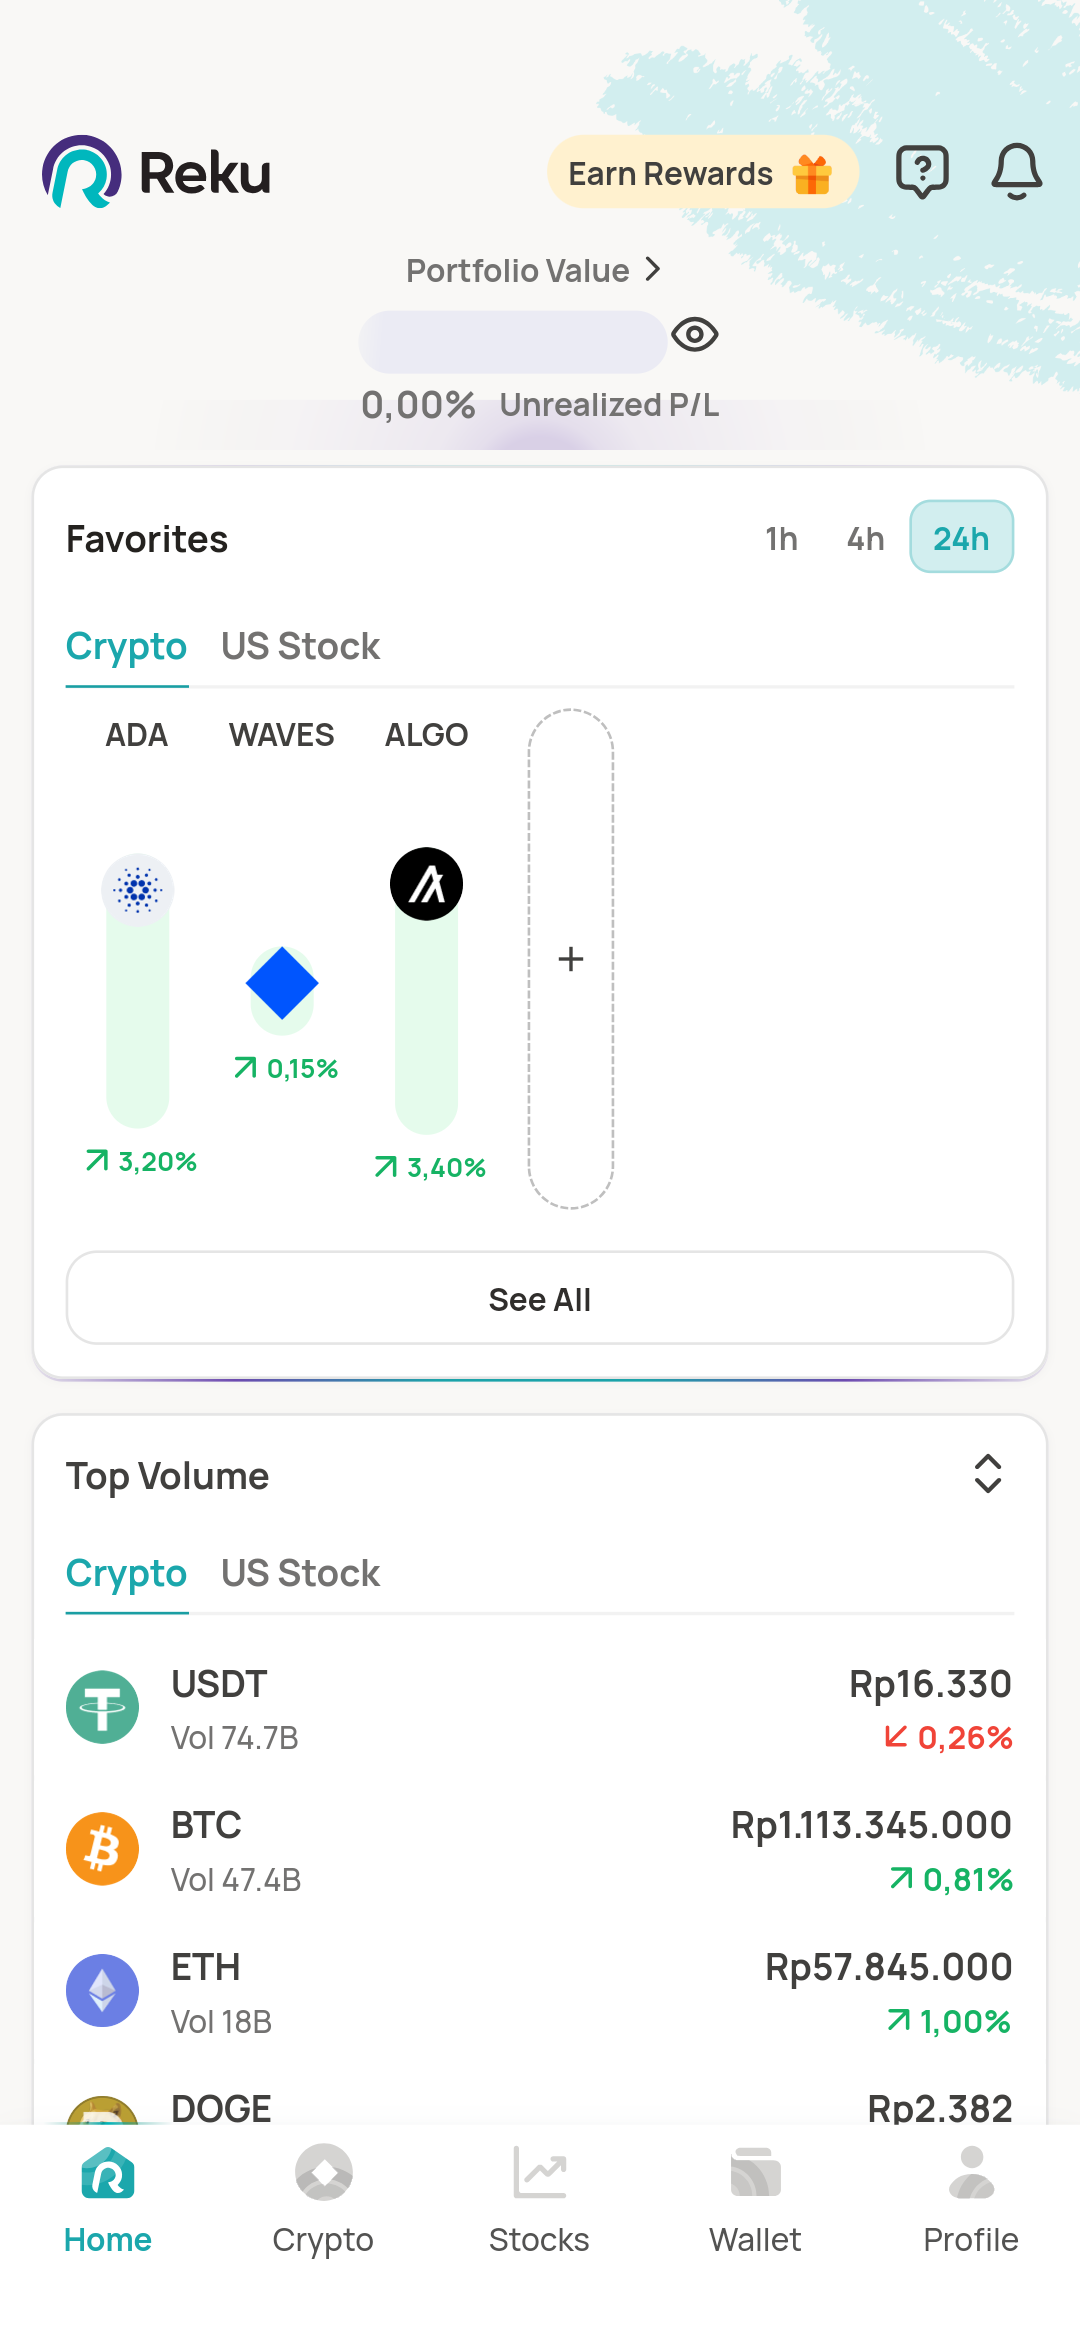 Reku
Earn Rewards
Portfolio Value
0,00% Unrealized P/L
Favorites
1h 4h 24h
Crypto US Stock
ADA WAVES ALGO
+
0,15%
3,20%
3,40%
See All
Top Volume
Crypto US Stock
USDT Rp16.330
Vol 74.7B 0,26%
BTC Rp1.113.345.000
Vol 47.4B 0,81%
ETH Rp57.845.000
Vol 18B 1,00%
DOGE Rp2.382
Home Crypto Stocks Wallet Profile